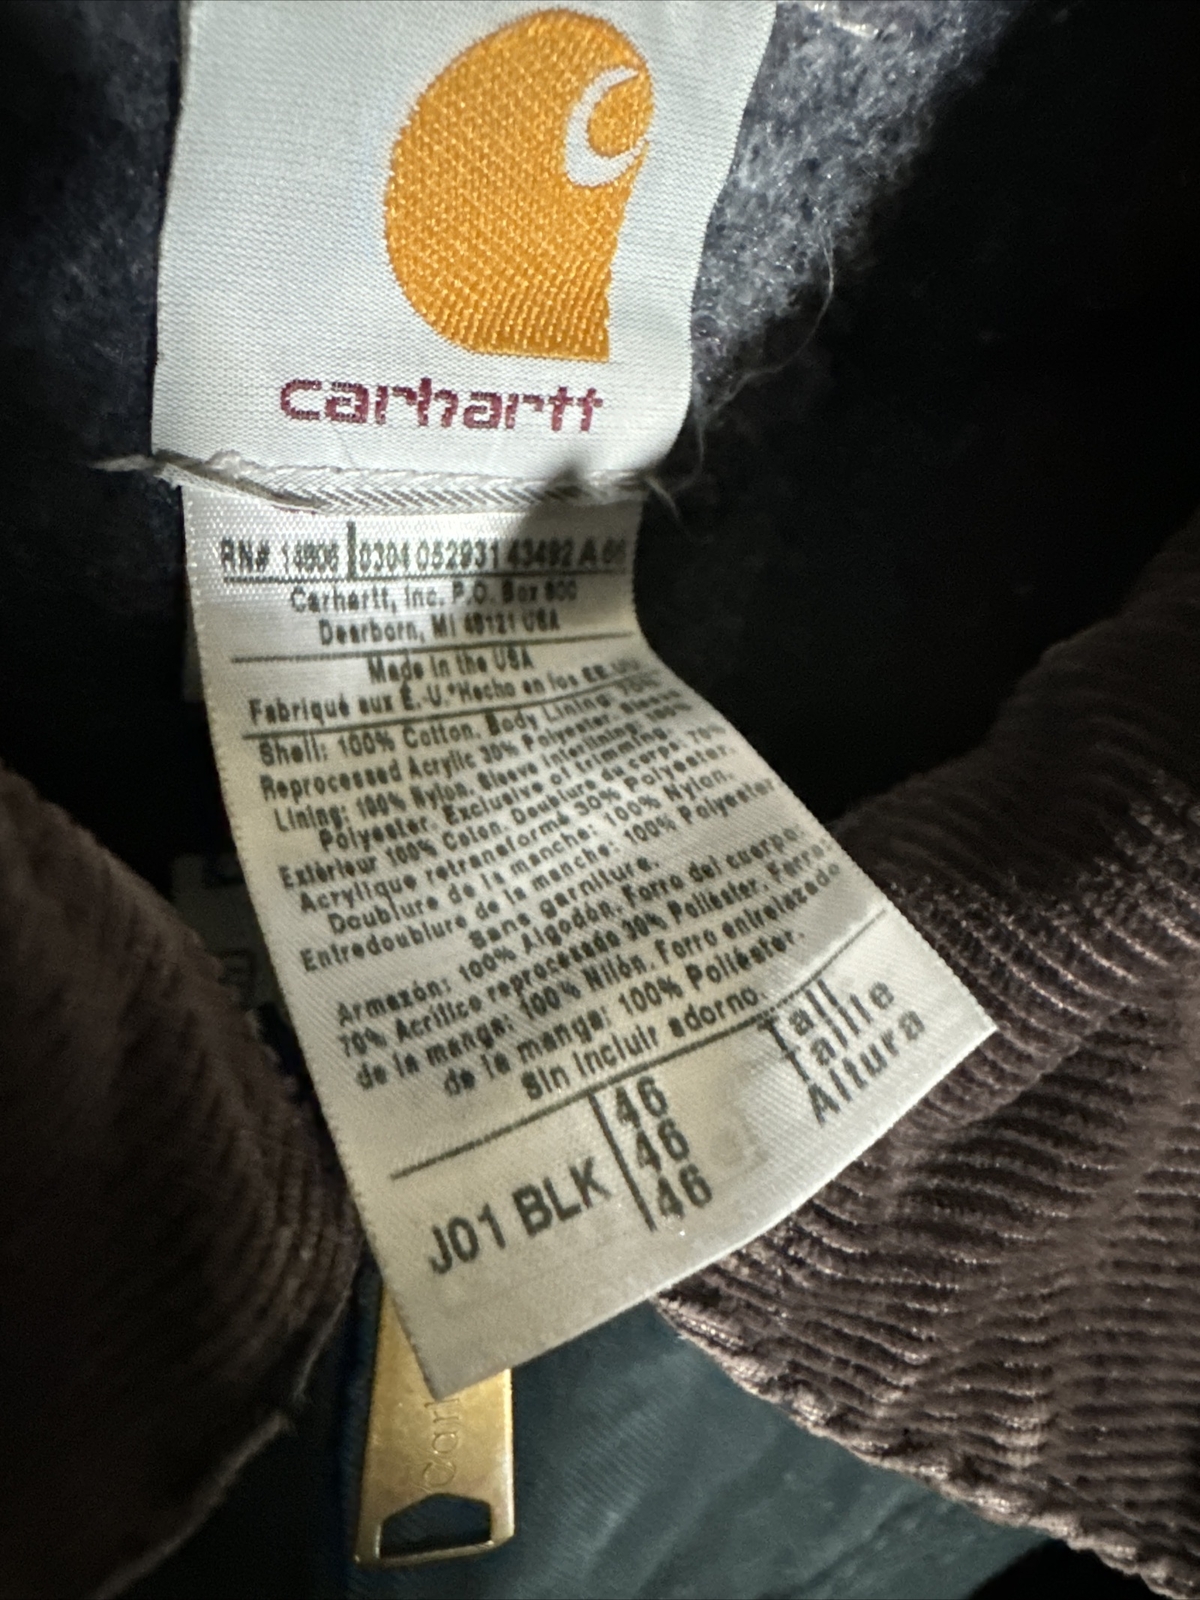 carhartt
RN# 14806 0304 05293143492 A
Carhartt, Inc. P.O. Box 600
Dearborn, MI 48121 USA
Made in the USA
Fabriqué aux É.-U.*Hecho en los EE.
Shell: 100% Cotton. Body Lining: 70%
Reprocessed Acrylic 30% Polyester. Sleeve
Lining: 100% Nylon. Sleeve Interlining: 100%
Polyester. Exclusive of trimming.
Extérieur 100% Coton. Doublure du corps: 70%
Acrylique retransformé 30% Polyester.
Doublure de la manche: 100% Nylon.
Entredoublure de la manche: 100% Polyester
Sans garniture.
Armazón: 100% Algodón. Forro del cuerpo:
70% Acrílico reprocesado 30% Poliéster. Forro
de la manga: 100% Nilón. Forro entrelazado
de la manga: 100% Poliéster.
Sin incluir adorno.
J01 BLK
46 Tall
46 Taille
46 Altura
Car